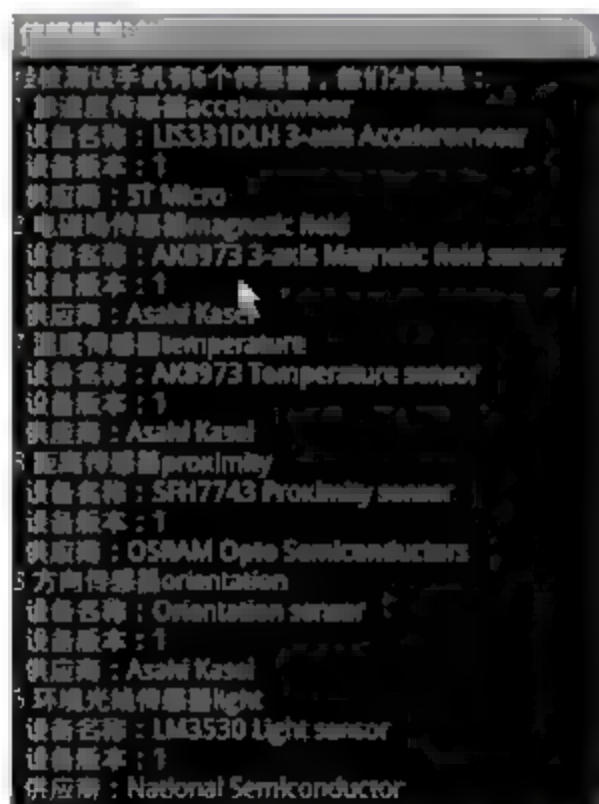 经检测该手机有6个传感器，他们分别是：
加速度传感器accelerometer
设备名称：LIS331DLH 3-axis Accelerometer
设备版本：1
供应商：ST Micro
电磁场传感器magnetic field
设备名称：AK8973 3-axis Magnetic field sensor
设备版本：1
供应商：Asahi Kasei
温度传感器temperature
设备名称：AK8973 Temperature sensor
设备版本：1
供应商：Asahi Kasei
距离传感器proximity
设备名称：SFH7743 Proximity sensor
设备版本：1
供应商：OSRAM Opto Semiconductors
方向传感器orientation
设备名称：Orientation sensor
设备版本：1
供应商：Asahi Kasei
环境光线传感器light
设备名称：LM3530 Light sensor
设备版本：1
供应商：National Semiconductor